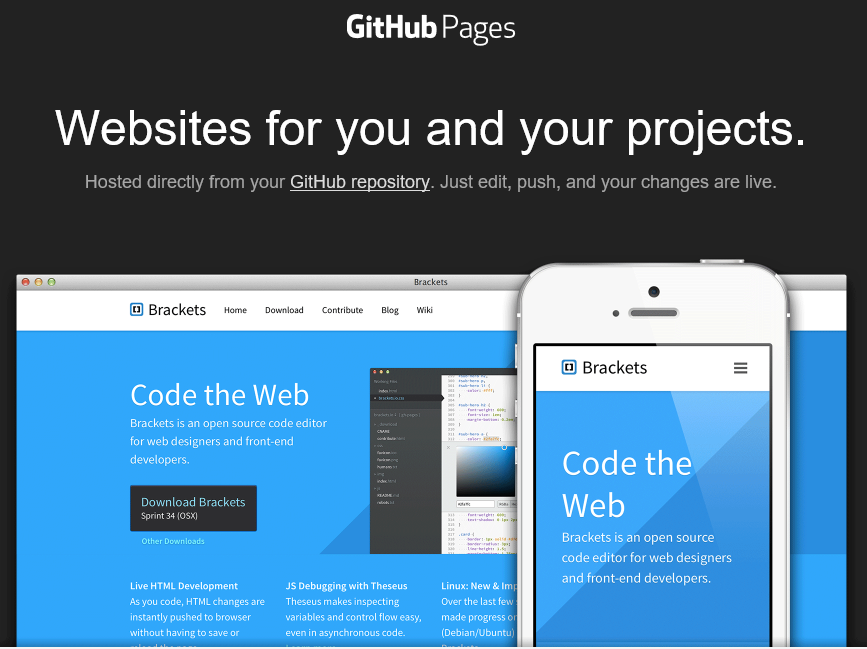 GitHub Pages
Websites for you and your projects.
Hosted directly from your GitHub repository. Just edit, push, and your changes are live.
Brackets
Brackets
Home
Download
Contribute
Blog
Wiki
Code the Web
Brackets is an open source code editor
for web designers and front-end
developers.
Download Brackets
Sprint 34 (OSX)
Other Downloads
Live HTML Development
As you code, HTML changes are
instantly pushed to browser
without having to save or
JS Debugging with Theseus
Theseus makes inspecting
variables and control flow easy,
even in asynchronous code.
Linux: New &
Over the last few
made progress
(Debian/Ubuntu)
Brackets
Code the
Web
Brackets is an open source
code editor for web designers
and front-end developers.